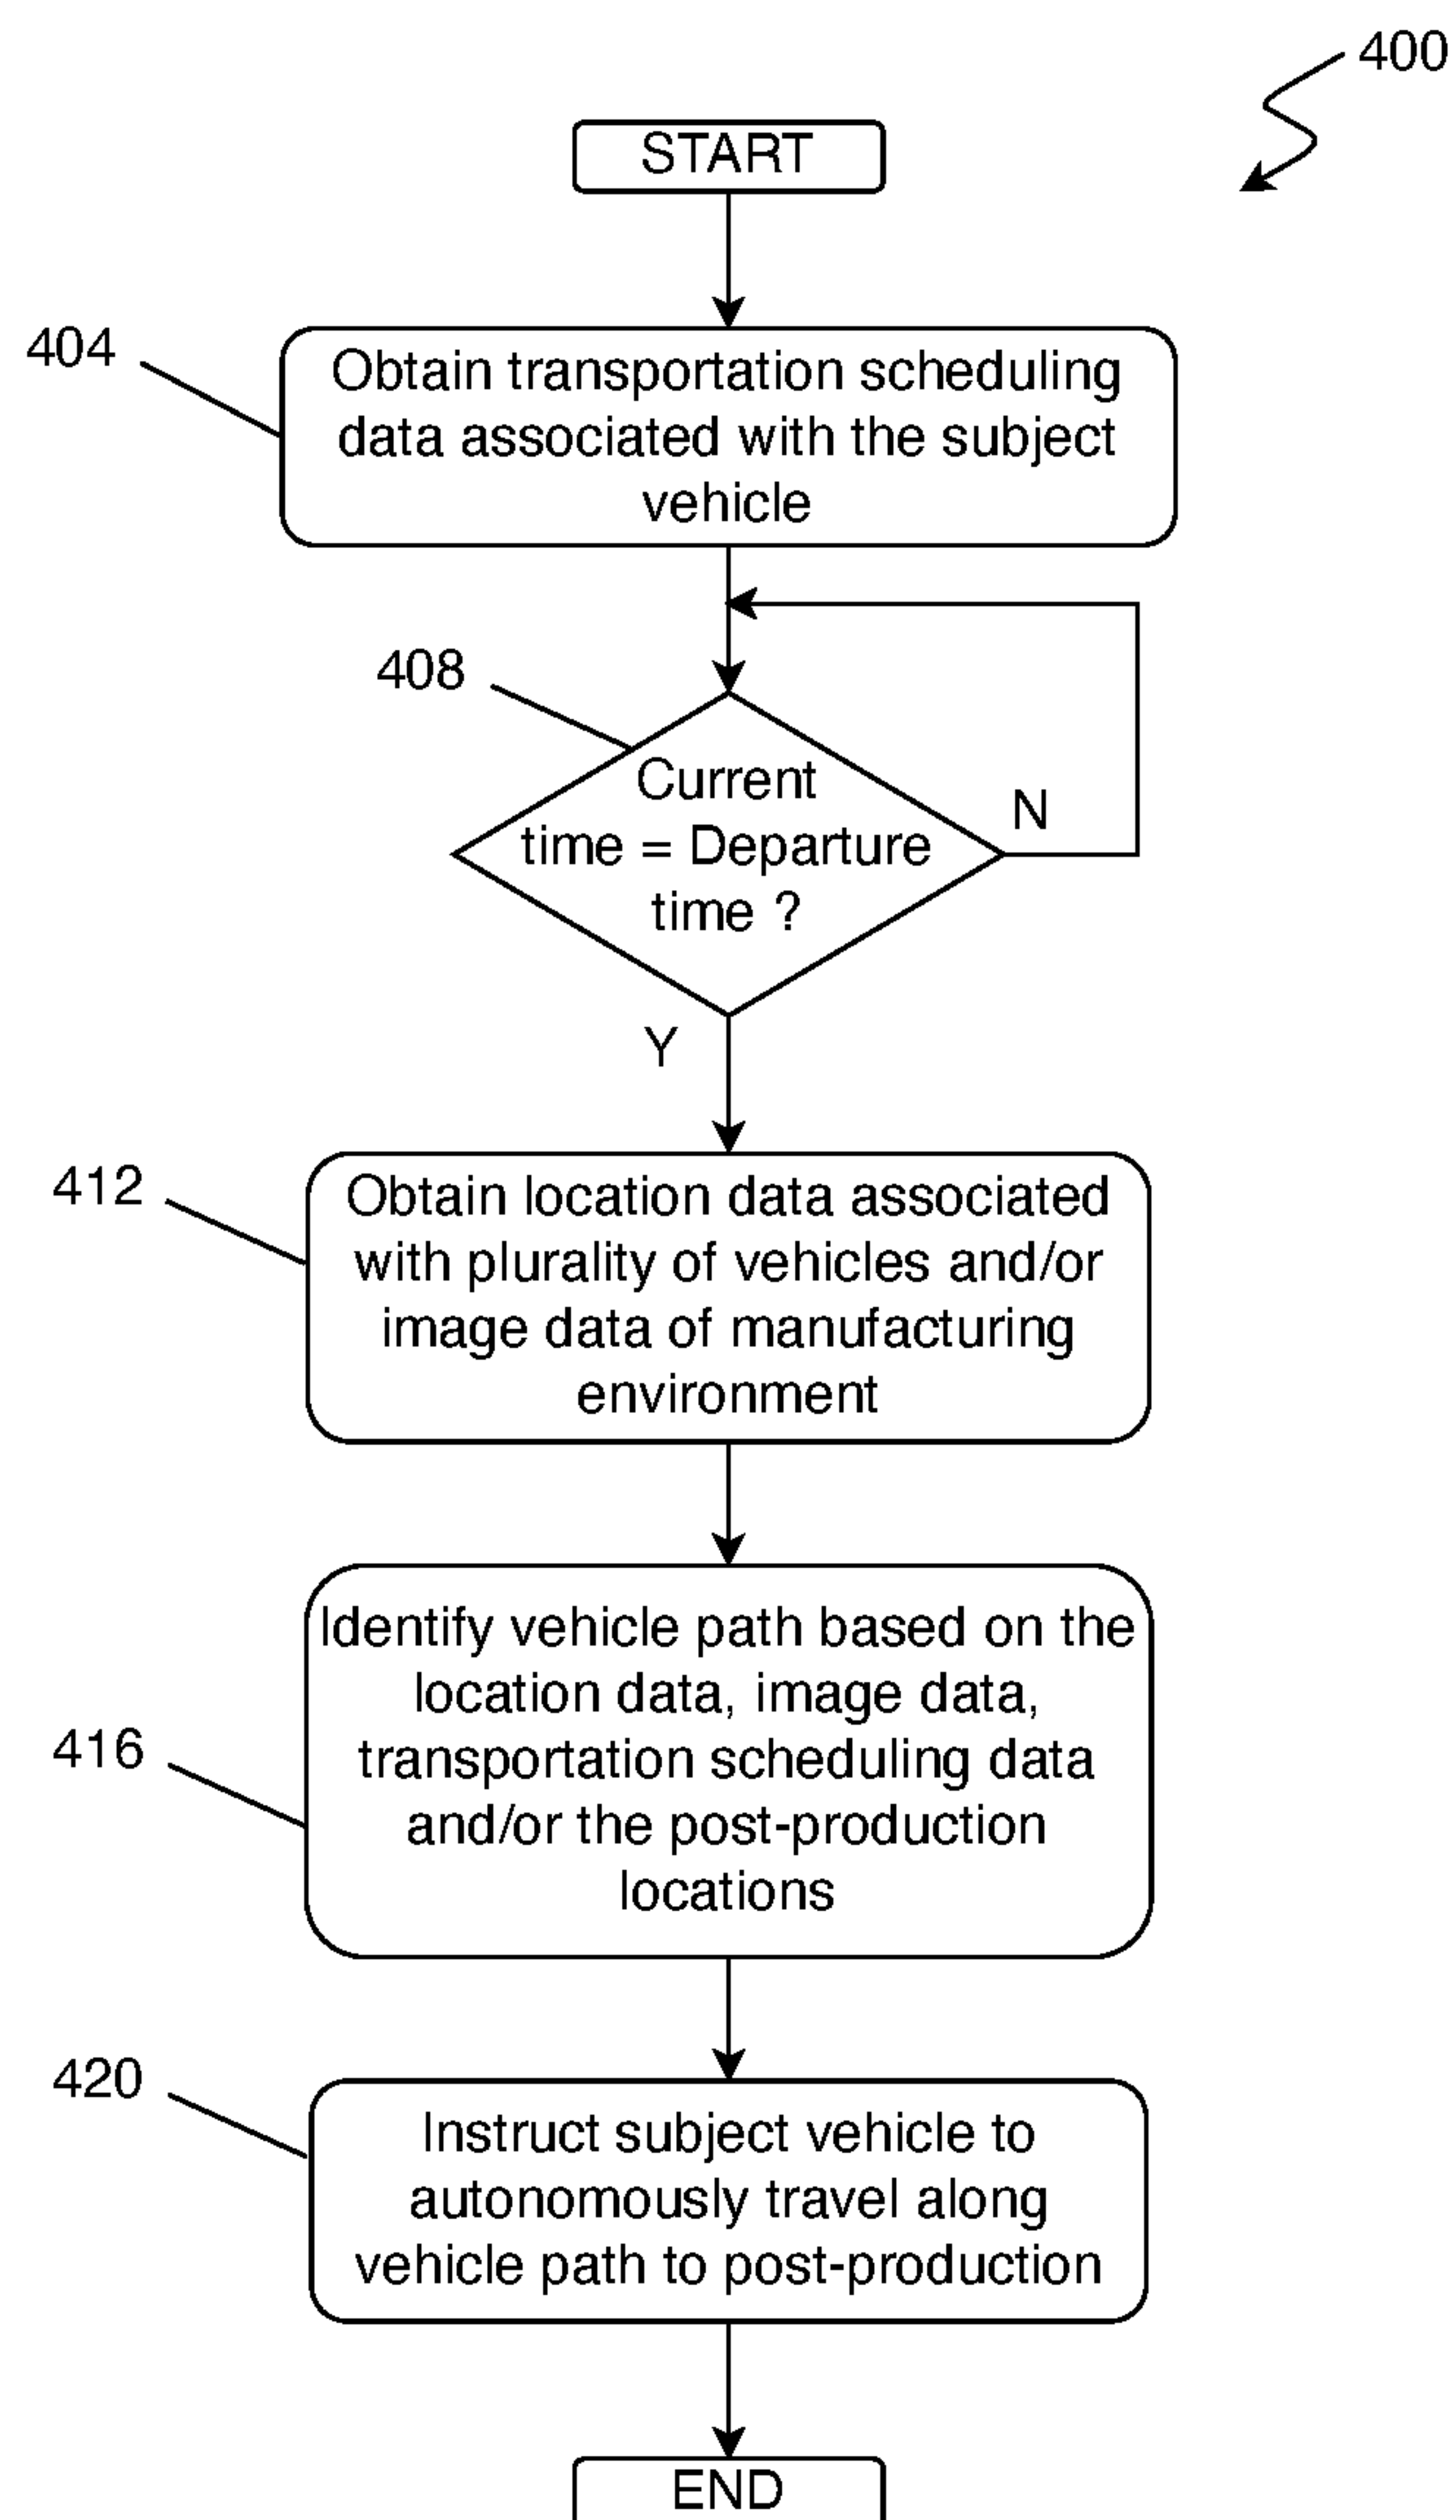 400
START
404
Obtain transportation scheduling
data associated with the subject
vehicle
408
Current
time = Departure
time ?
N
Y
412
Obtain location data associated
with plurality of vehicles and/or
image data of manufacturing
environment
Identify vehicle path based on the
location data, image data,
416
transportation scheduling data
and/or the post-production
locations
420
Instruct subject vehicle to
autonomously travel along
vehicle path to post-production
END